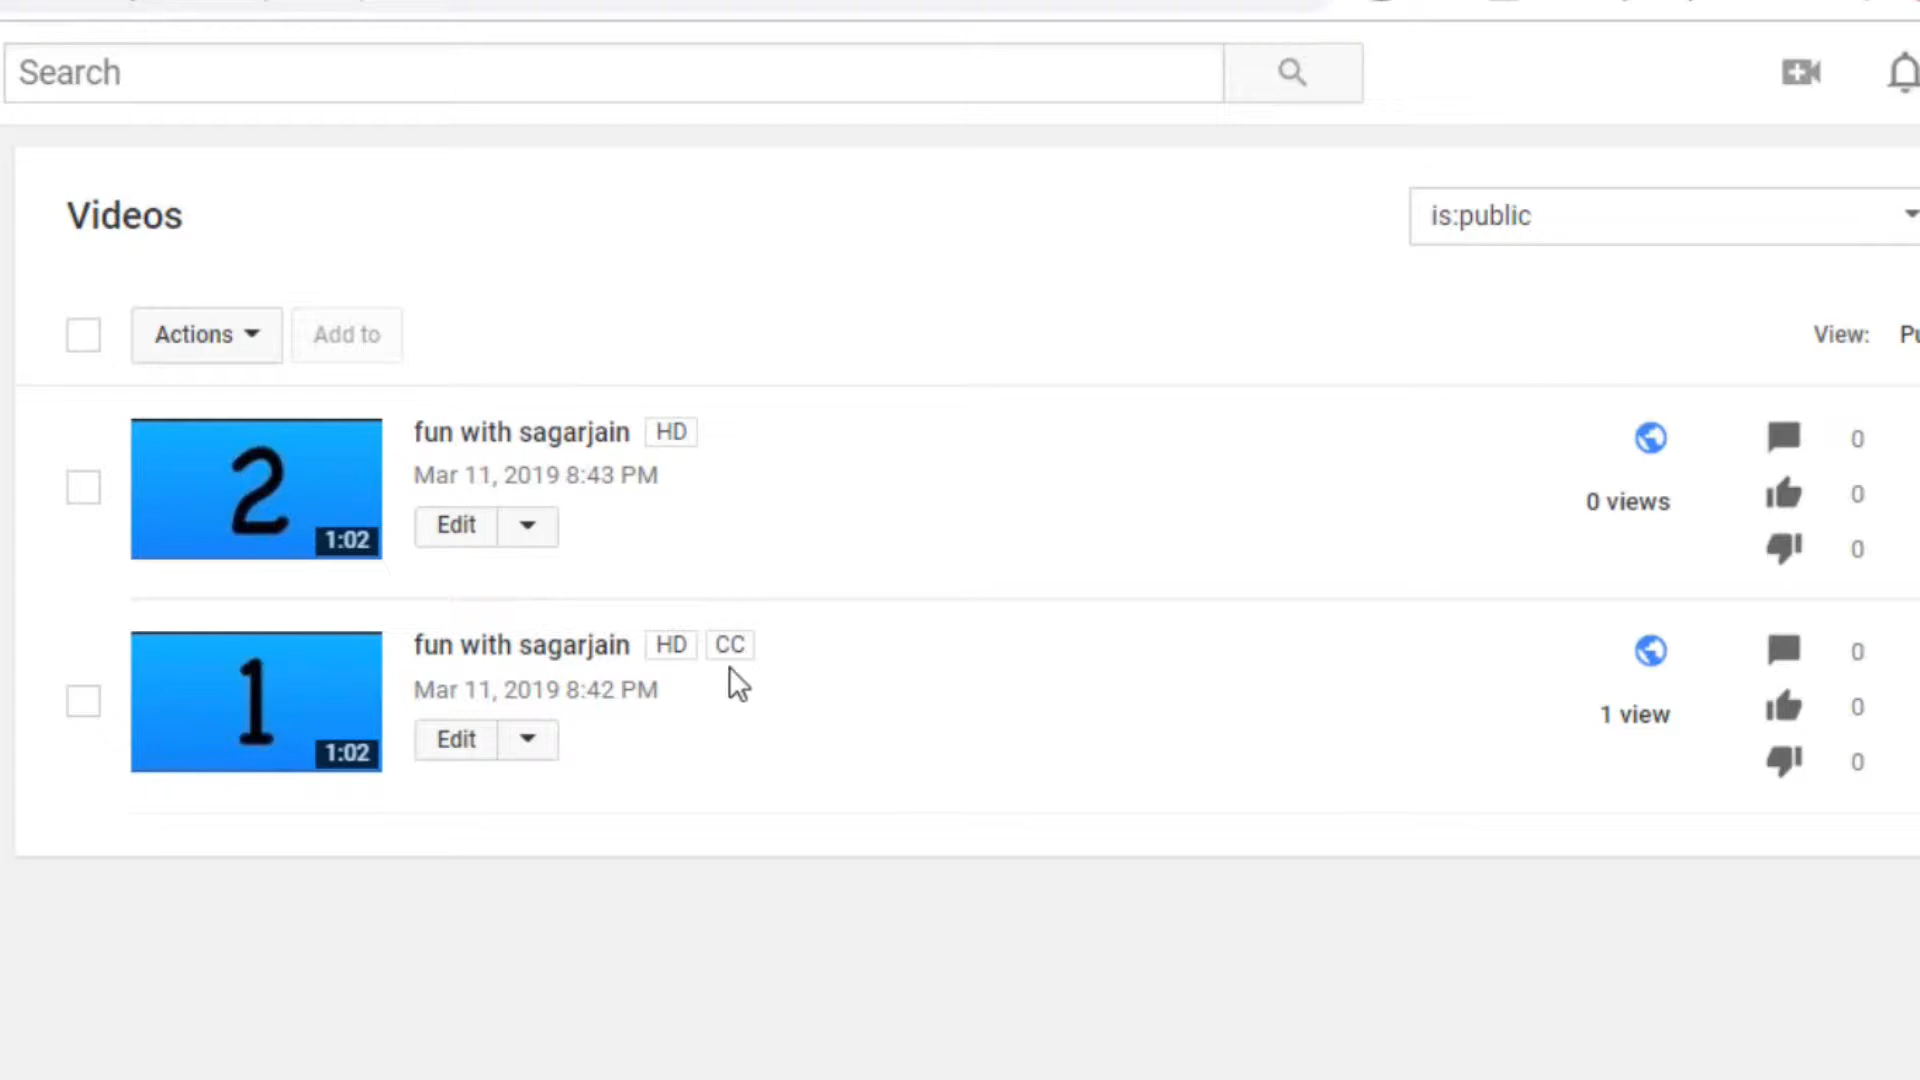 Search
Videos
is:public
Actions
Add to
View:
2
1:02
fun with sagarjain
HD
Mar 11, 2019 8:43 PM
Edit
0 views
0
0
0
1
1:02
fun with sagarjain
HD
CC
Mar 11, 2019 8:42 PM
Edit
1 view
0
0
0